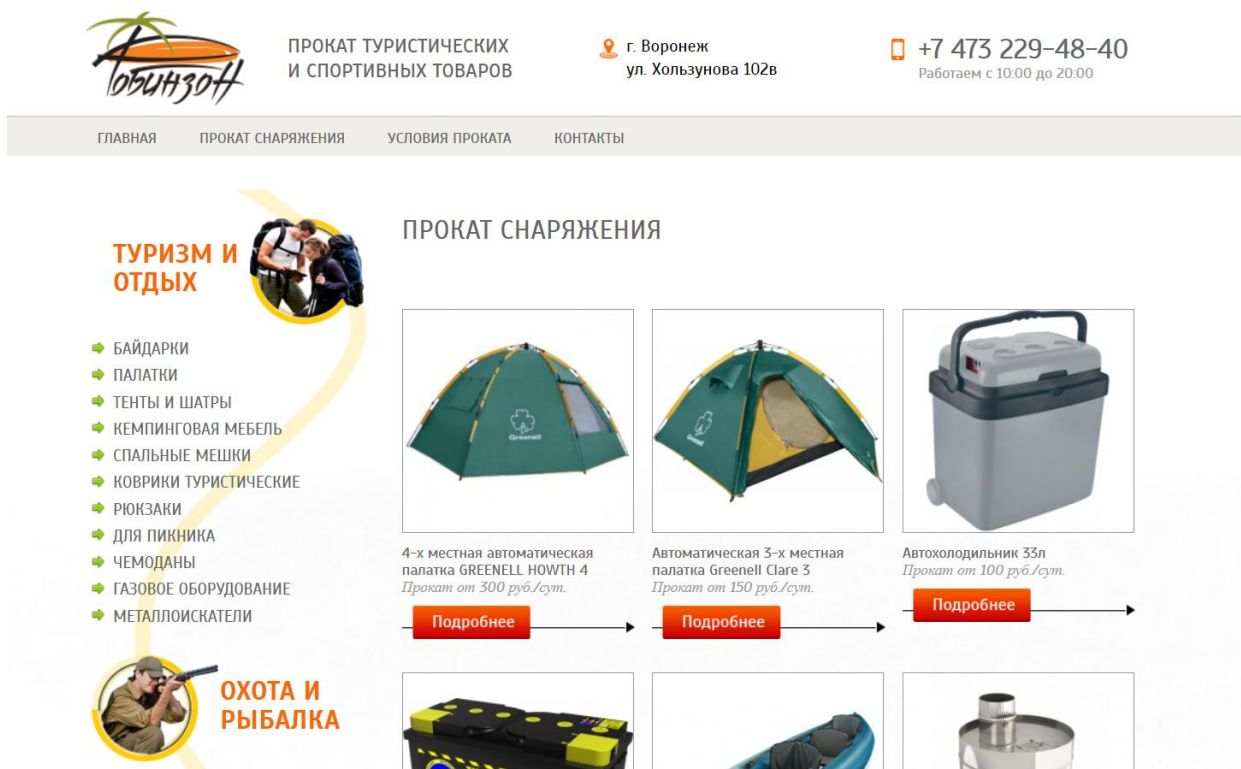 Робинзон
ПРОКАТ ТУРИСТИЧЕСКИХ
И СПОРТИВНЫХ ТОВАРОВ
г. Воронеж
ул. Хользунова 102в
+7 473 229-48-40
Работаем с 10:00 до 20:00
ГЛАВНАЯ ПРОКАТ СНАРЯЖЕНИЯ УСЛОВИЯ ПРОКАТА КОНТАКТЫ
ТУРИЗМ И
ОТДЫХ
БАЙДАРКИ
ПАЛАТКИ
ТЕНТЫ И ШАТРЫ
КЕМПИНГОВАЯ МЕБЕЛЬ
СПАЛЬНЫЕ МЕШКИ
КОВРИКИ ТУРИСТИЧЕСКИЕ
РЮКЗАКИ
ДЛЯ ПИКНИКА
ЧЕМОДАНЫ
ГАЗОВОЕ ОБОРУДОВАНИЕ
МЕТАЛЛОИСКАТЕЛИ
ОХОТА И
РЫБАЛКА
ПРОКАТ СНАРЯЖЕНИЯ
Greenell
4-х местная автоматическая
палатка GREENELL HOWTH 4
Прокат от 300 руб./сут.
Подробнее
Автоматическая 3-х местная
палатка Greenell Clare 3
Прокат от 150 руб./сут.
Подробнее
Автохолодильник 33л
Прокат от 100 руб./сут.
Подробнее